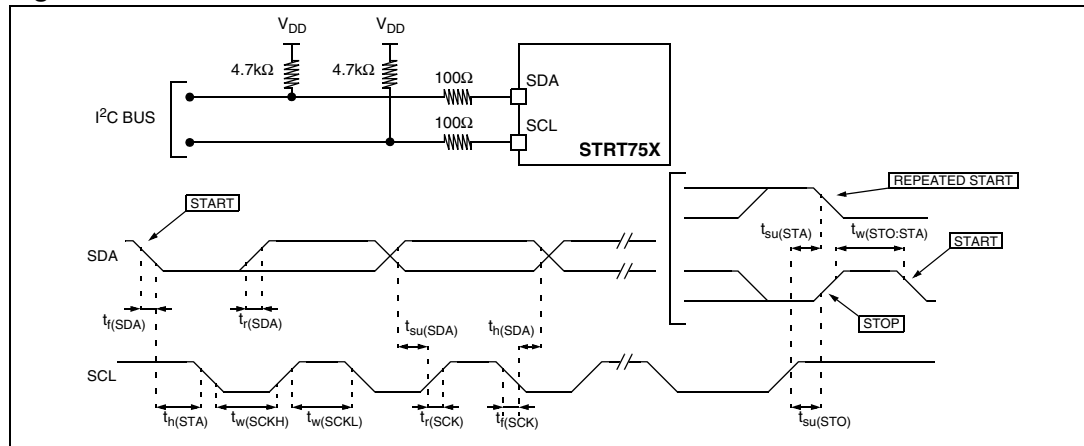 V_DD V_DD
4.7kΩ 4.7kΩ 100Ω
SDA
I²C BUS
100Ω SCL
STRT75X
REPEATED START
START
t_su(STA) t_w(STO:STA) START
SDA
t_f(SDA) t_r(SDA) t_su(SDA) t_h(SDA) STOP
SCL
t_h(STA) t_w(SCKH) t_w(SCKL) t_r(SCK) t_f(SCK) t_su(STO)